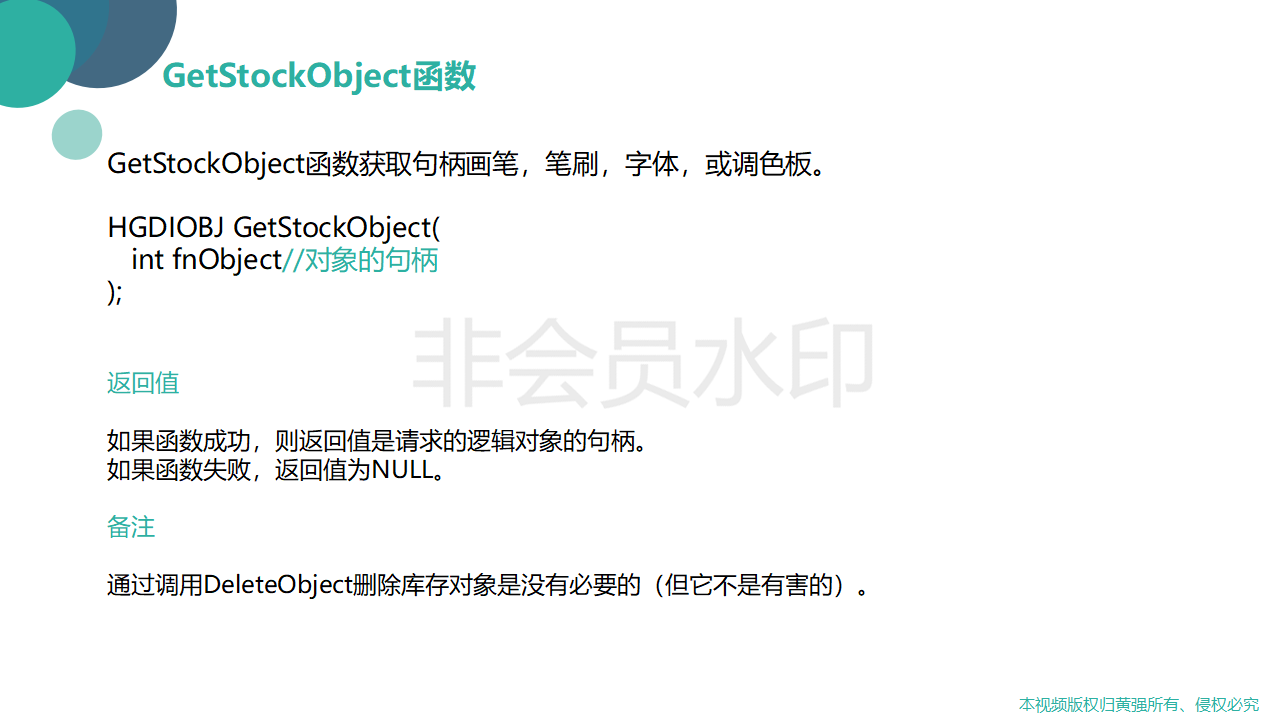 GetStockObject函数
GetStockObject函数获取句柄画笔，笔刷，字体，或调色板。
HGDIOBJ GetStockObject(
int fnObject//对象的句柄
);
非会员水印
返回值
如果函数成功，则返回值是请求的逻辑对象的句柄。
如果函数失败，返回值为NULL。
备注
通过调用DeleteObject删除库存对象是没有必要的（但它不是有害的）。
本视频版权归黄强所有、侵权必究